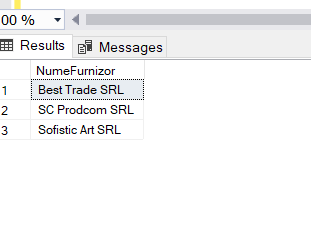 00 %
Results Messages
NumeFurnizor
1 Best Trade SRL
2 SC Prodcom SRL
3 Sofistic Art SRL